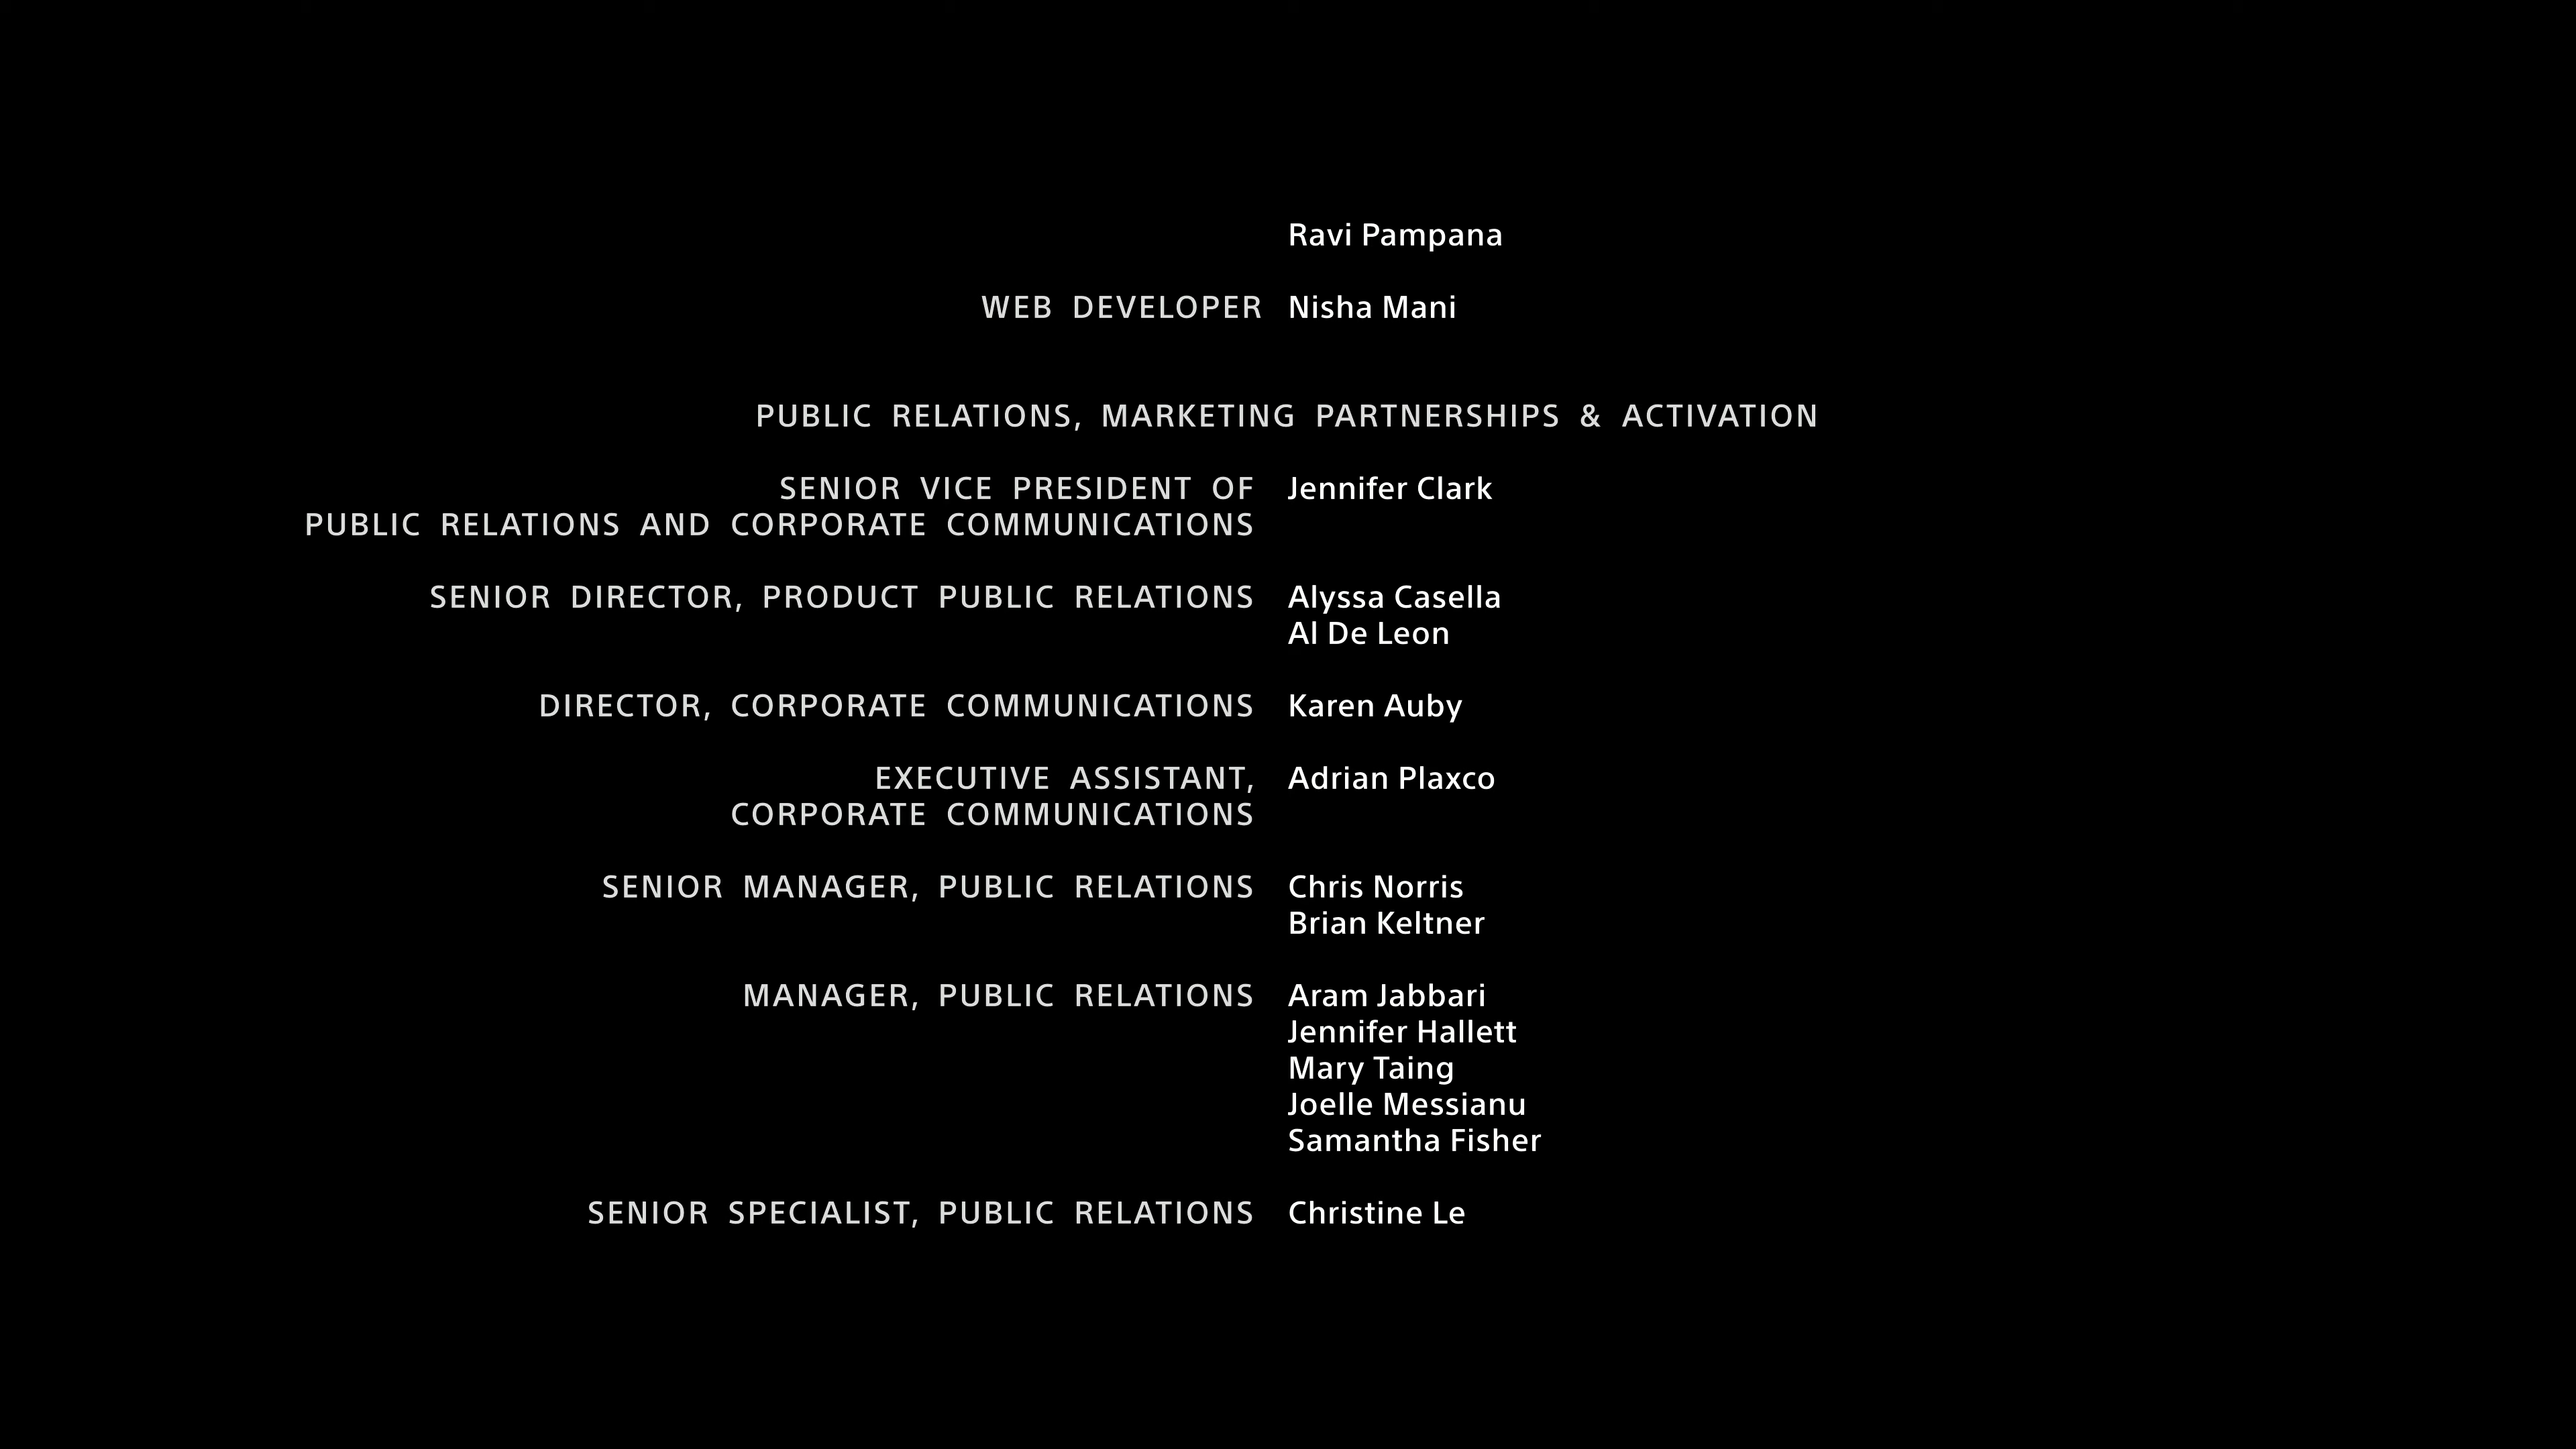 Ravi Pampana
WEB DEVELOPER Nisha Mani
PUBLIC RELATIONS, MARKETING PARTNERSHIPS & ACTIVATION
SENIOR VICE PRESIDENT OF Jennifer Clark
PUBLIC RELATIONS AND CORPORATE COMMUNICATIONS
SENIOR DIRECTOR, PRODUCT PUBLIC RELATIONS Alyssa Casella
Al De Leon
DIRECTOR, CORPORATE COMMUNICATIONS Karen Auby
EXECUTIVE ASSISTANT, Adrian Plaxco
CORPORATE COMMUNICATIONS
SENIOR MANAGER, PUBLIC RELATIONS Chris Norris
Brian Keltner
MANAGER, PUBLIC RELATIONS Aram Jabbari
Jennifer Hallett
Mary Taing
Joelle Messianu
Samantha Fisher
SENIOR SPECIALIST, PUBLIC RELATIONS Christine Le